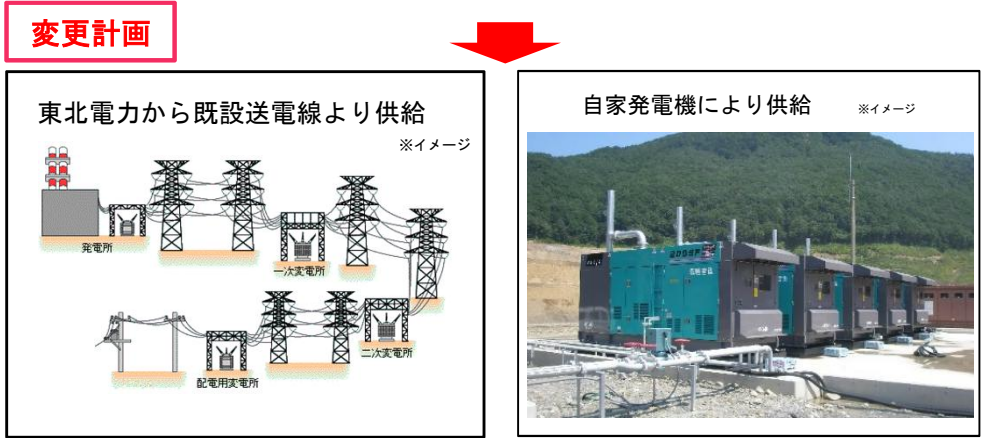 変更計画
東北電力から既設送電線より供給
※イメージ
発電所
一次変電所
二次変電所
配電用変電所
自家発電機により供給
※イメージ